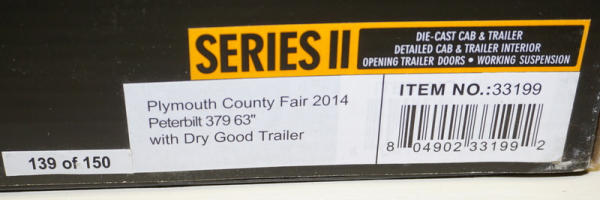 SERIES II
DIE-CAST CAB & TRAILER
DETAILED CAB & TRAILER INTERIOR
OPENING TRAILER DOORS • WORKING SUSPENSION
Plymouth County Fair 2014
Peterbilt 379 63"
with Dry Good Trailer
ITEM NO.:33199
8 04902 33199 2
139 of 150